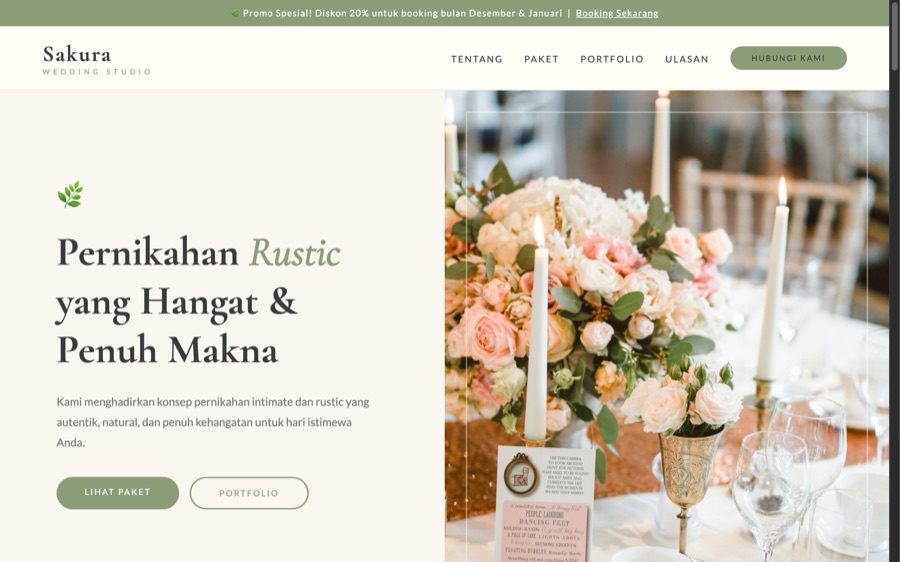 Promo Spesial! Diskon 20% untuk booking bulan Desember & Januari | Booking Sekarang
Sakura
WEDDING STUDIO
TENTANG PAKET PORTFOLIO ULASAN HUBUNGI KAMI
Pernikahan Rustic
yang Hangat &
Penuh Makna
Kami menghadirkan konsep pernikahan intimate dan rustic yang
autentik, natural, dan penuh kehangatan untuk hari istimewa
Anda.
LIHAT PAKET PORTFOLIO
PEOPLE LAUGHING
DANCING FEET